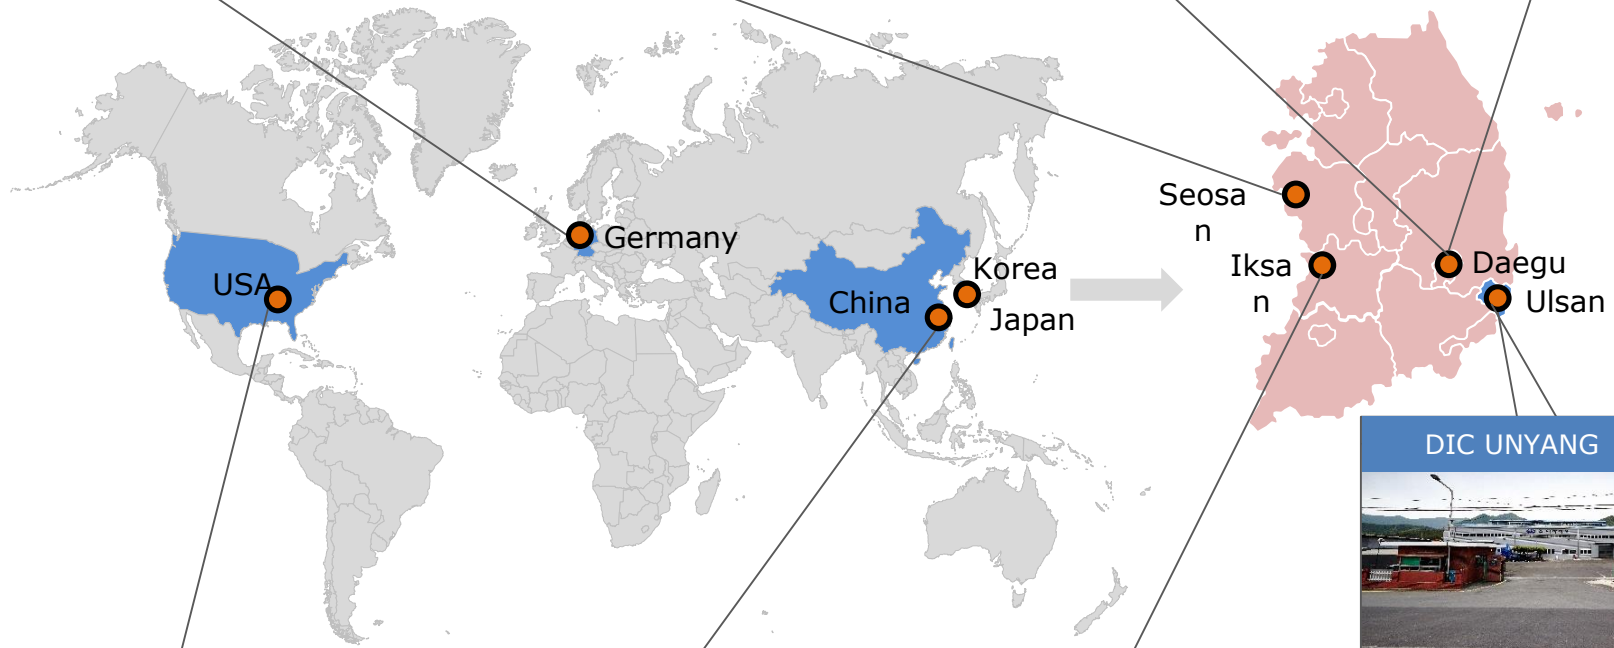 Germany
USA
China
Korea
Japan
Seosa
n
Iksa
n
Daegu
Ulsan
DIC UNYANG